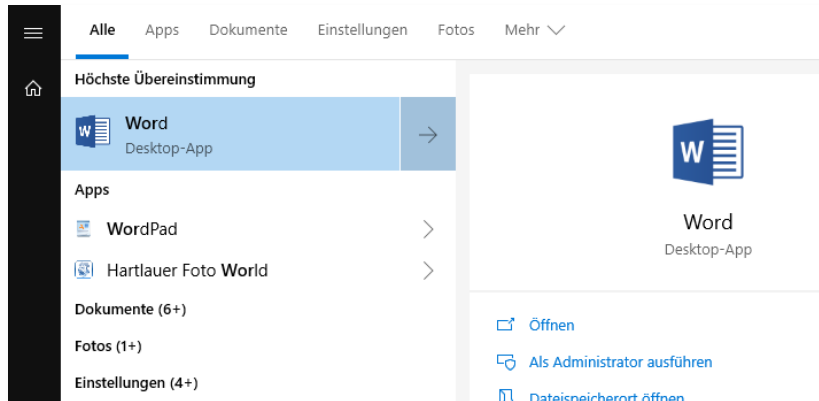 Alle Apps Dokumente Einstellungen Fotos Mehr
Höchste Übereinstimmung
Word
Desktop-App
Apps
WordPad
Hartlauer Foto World
Dokumente (6+)
Fotos (1+)
Einstellungen (4+)
W
Word
Desktop-App
Öffnen
Als Administrator ausführen
Dateispeicherort öffnen